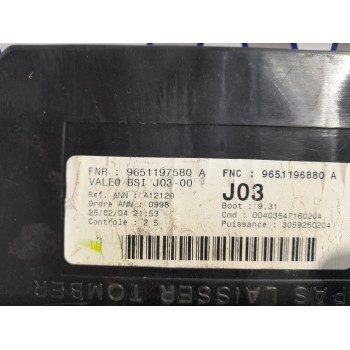 FNR : 9651197580 A FNC : 9651196880 A
VALEO BSI J03-00 J03
Ref. ANN : A12120 Boot : 9.31
Ordre ANN : 0998 Cmd : 00403547160204
25/02/04 21:53 Puissance : 3059250204
Controle : 2 5
PAS LAISSER TOMBER